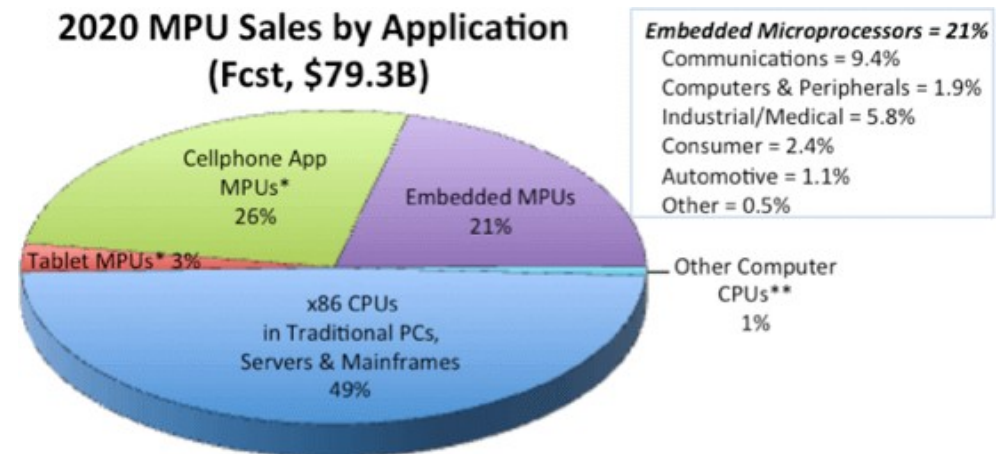 2020 MPU Sales by Application
(Fcst, $79.3B)
Embedded Microprocessors = 21%
Communications = 9.4%
Computers & Peripherals = 1.9%
Industrial/Medical = 5.8%
Consumer = 2.4%
Automotive = 1.1%
Other = 0.5%
Cellphone App
MPUs*
26%
Embedded MPUs
21%
Tablet MPUs* 3%
Other Computer
CPUs**
1%
x86 CPUs
in Traditional PCs,
Servers & Mainframes
49%